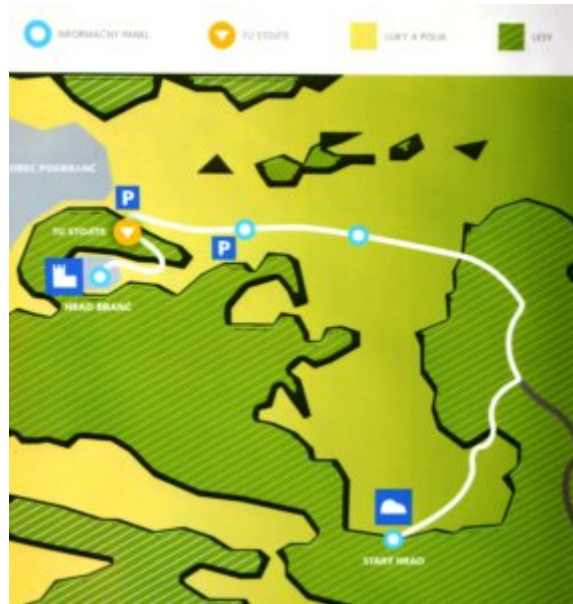 INFORMAČNÝ PANEL
TU STOJÍTE
LÚKY A POLIA
LESY
OBEC PODBRANČ
P
TU STOJÍTE
P
HRAD BRANČ
STARÝ HRAD